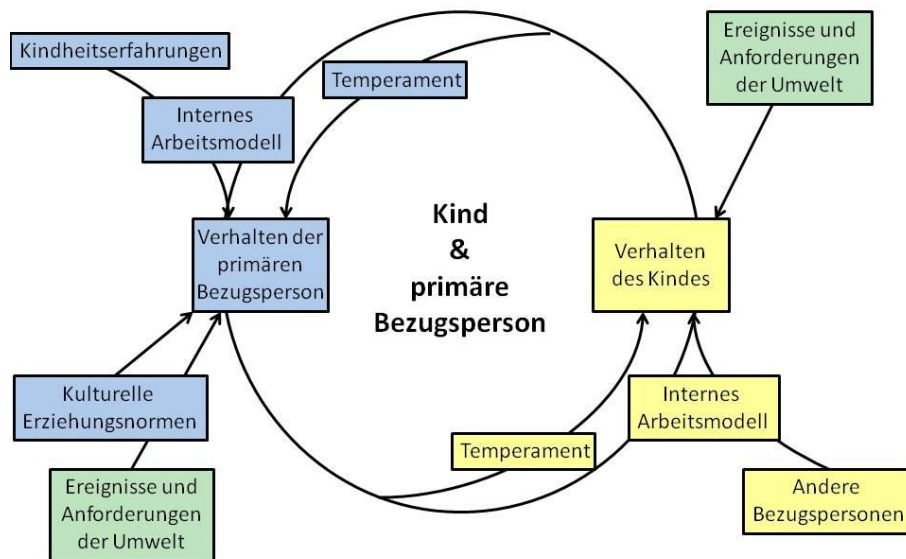 Kindheitserfahrungen
Temperament
Internes
Arbeitsmodell
Ereignisse und
Anforderungen
der Umwelt
Verhalten der
primären
Bezugsperson
Kind
&
primäre
Bezugsperson
Verhalten
des Kindes
Kulturelle
Erziehungsnormen
Ereignisse und
Anforderungen
der Umwelt
Temperament
Internes
Arbeitsmodell
Andere
Bezugspersonen